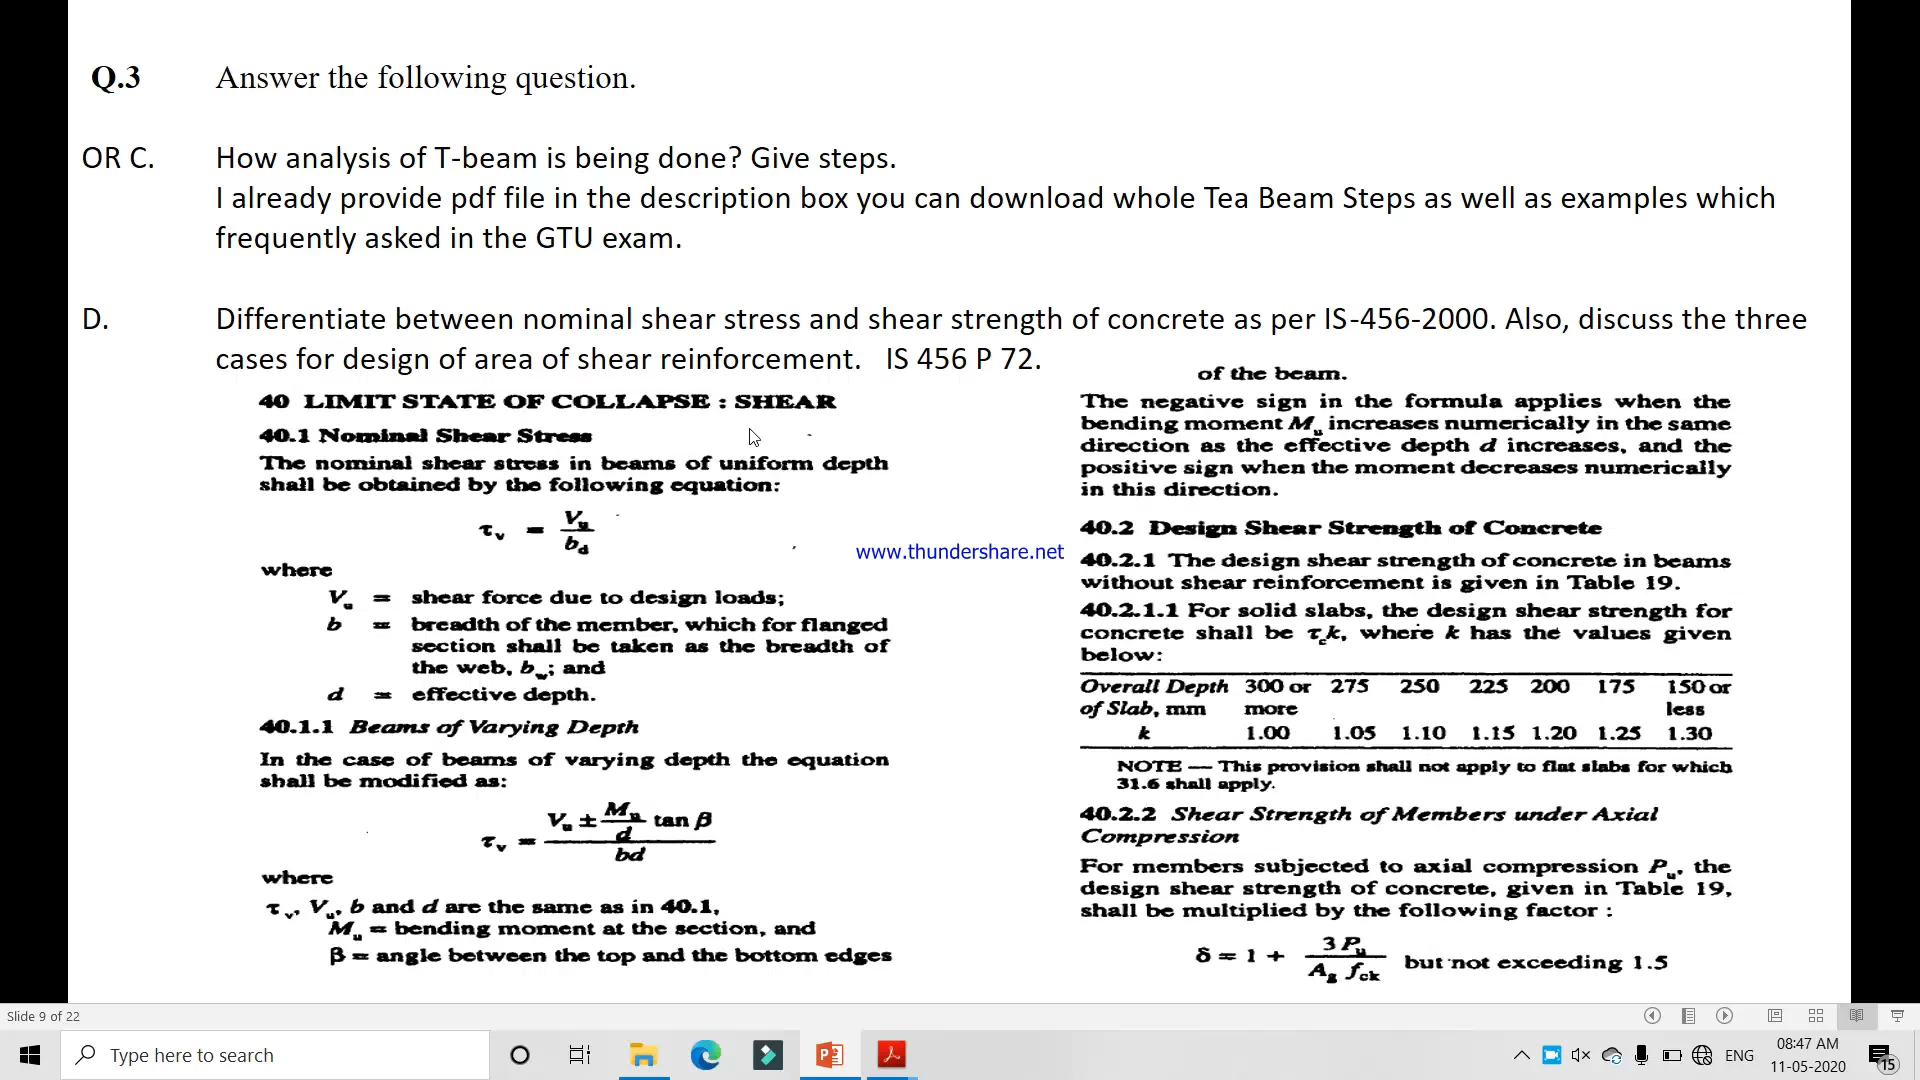 Q.3 Answer the following question.
OR C. How analysis of T-beam is being done? Give steps.
I already provide pdf file in the description box you can download whole Tea Beam Steps as well as examples which
frequently asked in the GTU exam.
D. Differentiate between nominal shear stress and shear strength of concrete as per IS-456-2000. Also, discuss the three
cases for design of area of shear reinforcement. IS 456 P 72.
40 LIMIT STATE OF COLLAPSE : SHEAR
40.1 Nominal Shear Stress
The nominal shear stress in beams of uniform depth
shall be obtained by the following equation:
τv = Vu / bd
where
Vu = shear force due to design loads;
b = breadth of the member, which for flanged
section shall be taken as the breadth of
the web, bw; and
d = effective depth.
40.1.1 Beams of Varying Depth
In the case of beams of varying depth the equation
shall be modified as:
τv = (Vu ± Mu/d tan β) / bd
where
τv, Vu, b and d are the same as in 40.1,
Mu = bending moment at the section, and
β = angle between the top and the bottom edges
of the beam.
The negative sign in the formula applies when the
bending moment Mu increases numerically in the same
direction as the effective depth d increases, and the
positive sign when the moment decreases numerically
in this direction.
40.2 Design Shear Strength of Concrete
40.2.1 The design shear strength of concrete in beams
without shear reinforcement is given in Table 19.
40.2.1.1 For solid slabs, the design shear strength for
concrete shall be τck, where k has the values given
below:
Overall Depth 300 or 275 250 225 200 175 150 or
of Slab, mm more less
k 1.00 1.05 1.10 1.15 1.20 1.25 1.30
NOTE — This provision shall not apply to flat slabs for which
31.6 shall apply.
40.2.2 Shear Strength of Members under Axial
Compression
For members subjected to axial compression Pu, the
design shear strength of concrete, given in Table 19,
shall be multiplied by the following factor :
δ = 1 + 3 Pu / Ag fck but not exceeding 1.5
www.thundershare.net
Slide 9 of 22
Type here to search
ENG
08:47 AM
11-05-2020
15